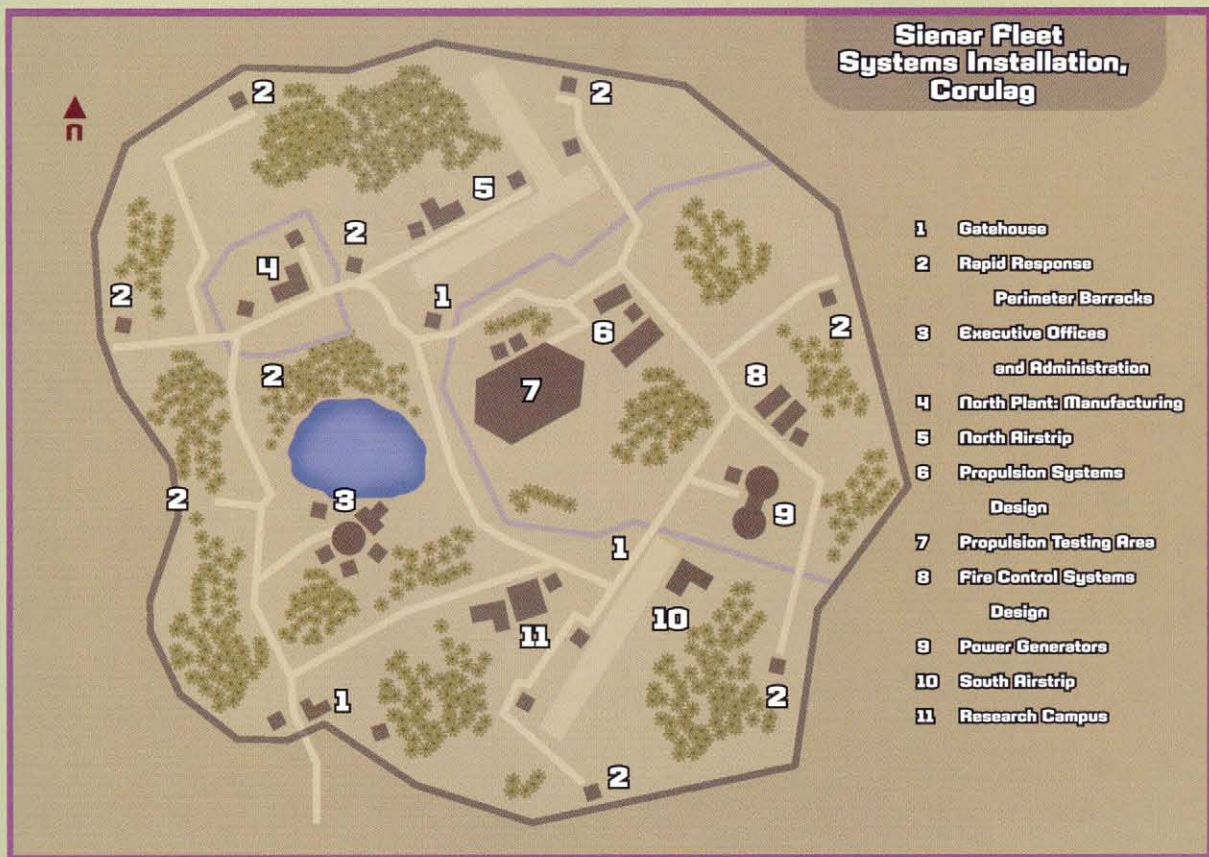 Sienar Fleet
Systems Installation,
Corulag
n
2
2
5
2
4
2
1
2
6
2
8
7
2
3
9
1
10
11
2
1
2
1 Gatehouse
2 Rapid Response
Perimeter Barracks
3 Executive Offices
and Administration
4 North Plant: Manufacturing
5 North Airstrip
6 Propulsion Systems
Design
7 Propulsion Testing Area
8 Fire Control Systems
Design
9 Power Generators
10 South Airstrip
11 Research Campus